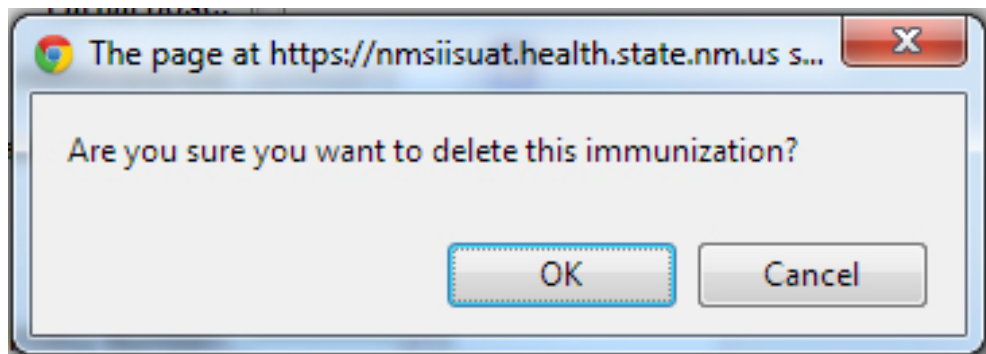 The page at https://nmsiisuat.health.state.nm.us s...
Are you sure you want to delete this immunization?
OK
Cancel